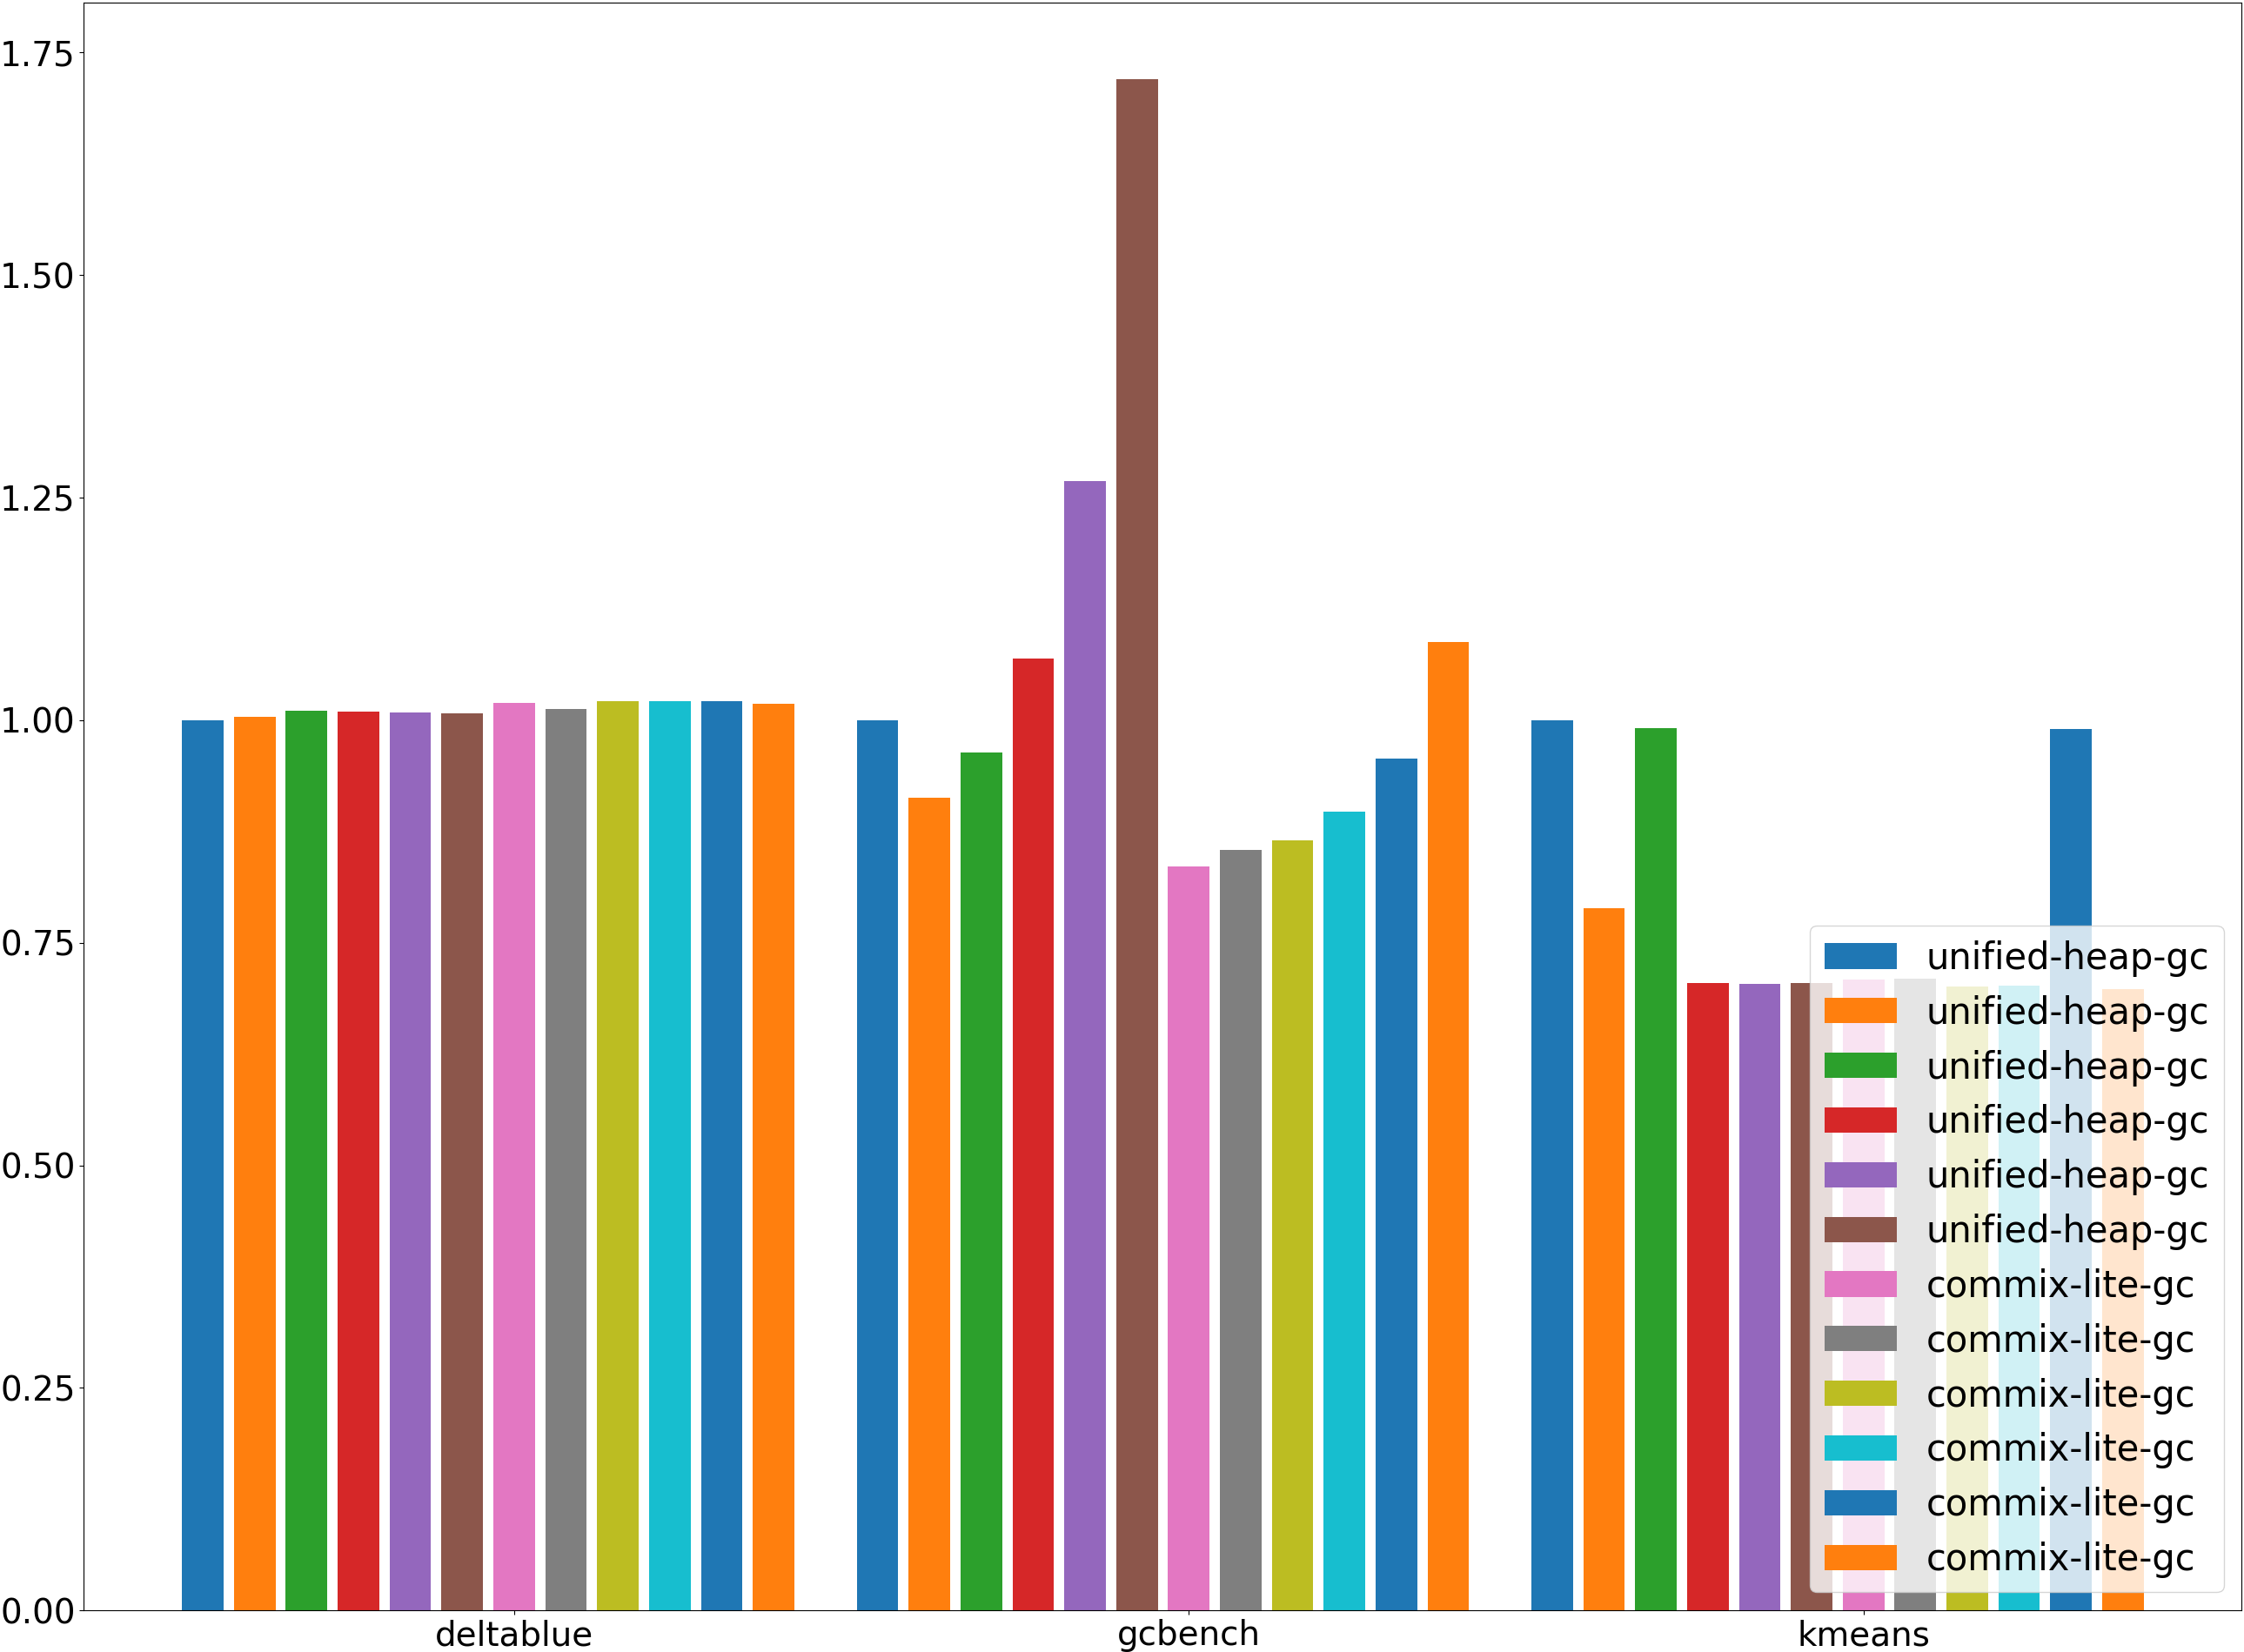 1.75
1.50
1.25
1.00
0.75
0.50
0.25
0.00
deltablue
gcbench
kmeans
unified-heap-gc
unified-heap-gc
unified-heap-gc
unified-heap-gc
unified-heap-gc
unified-heap-gc
commix-lite-gc
commix-lite-gc
commix-lite-gc
commix-lite-gc
commix-lite-gc
commix-lite-gc